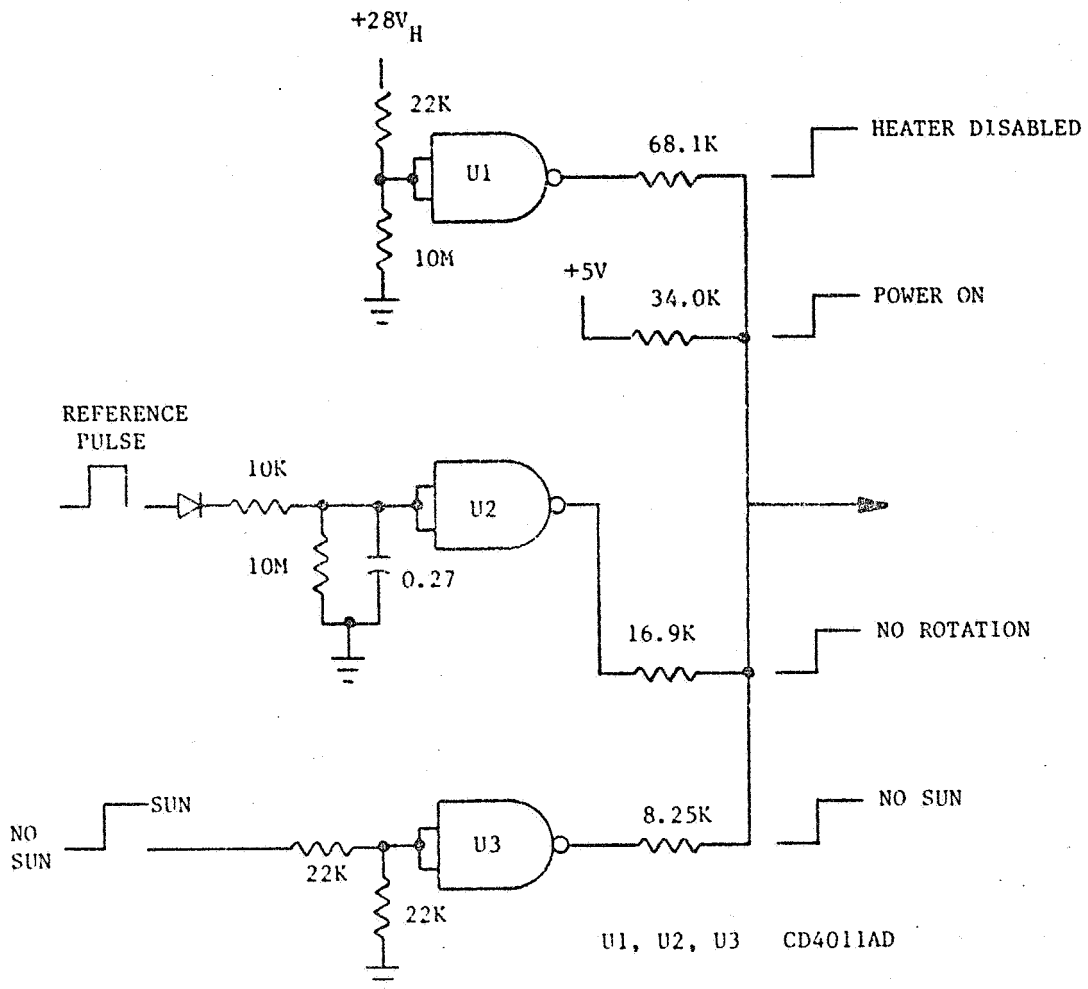 +28V H
22K
U1
68.1K
HEATER DISABLED
10M
+5V
34.0K
POWER ON
REFERENCE
PULSE
10K
U2
10M
0.27
16.9K
NO ROTATION
SUN
NO
SUN
22K
U3
8.25K
NO SUN
22K
U1, U2, U3 CD4011AD